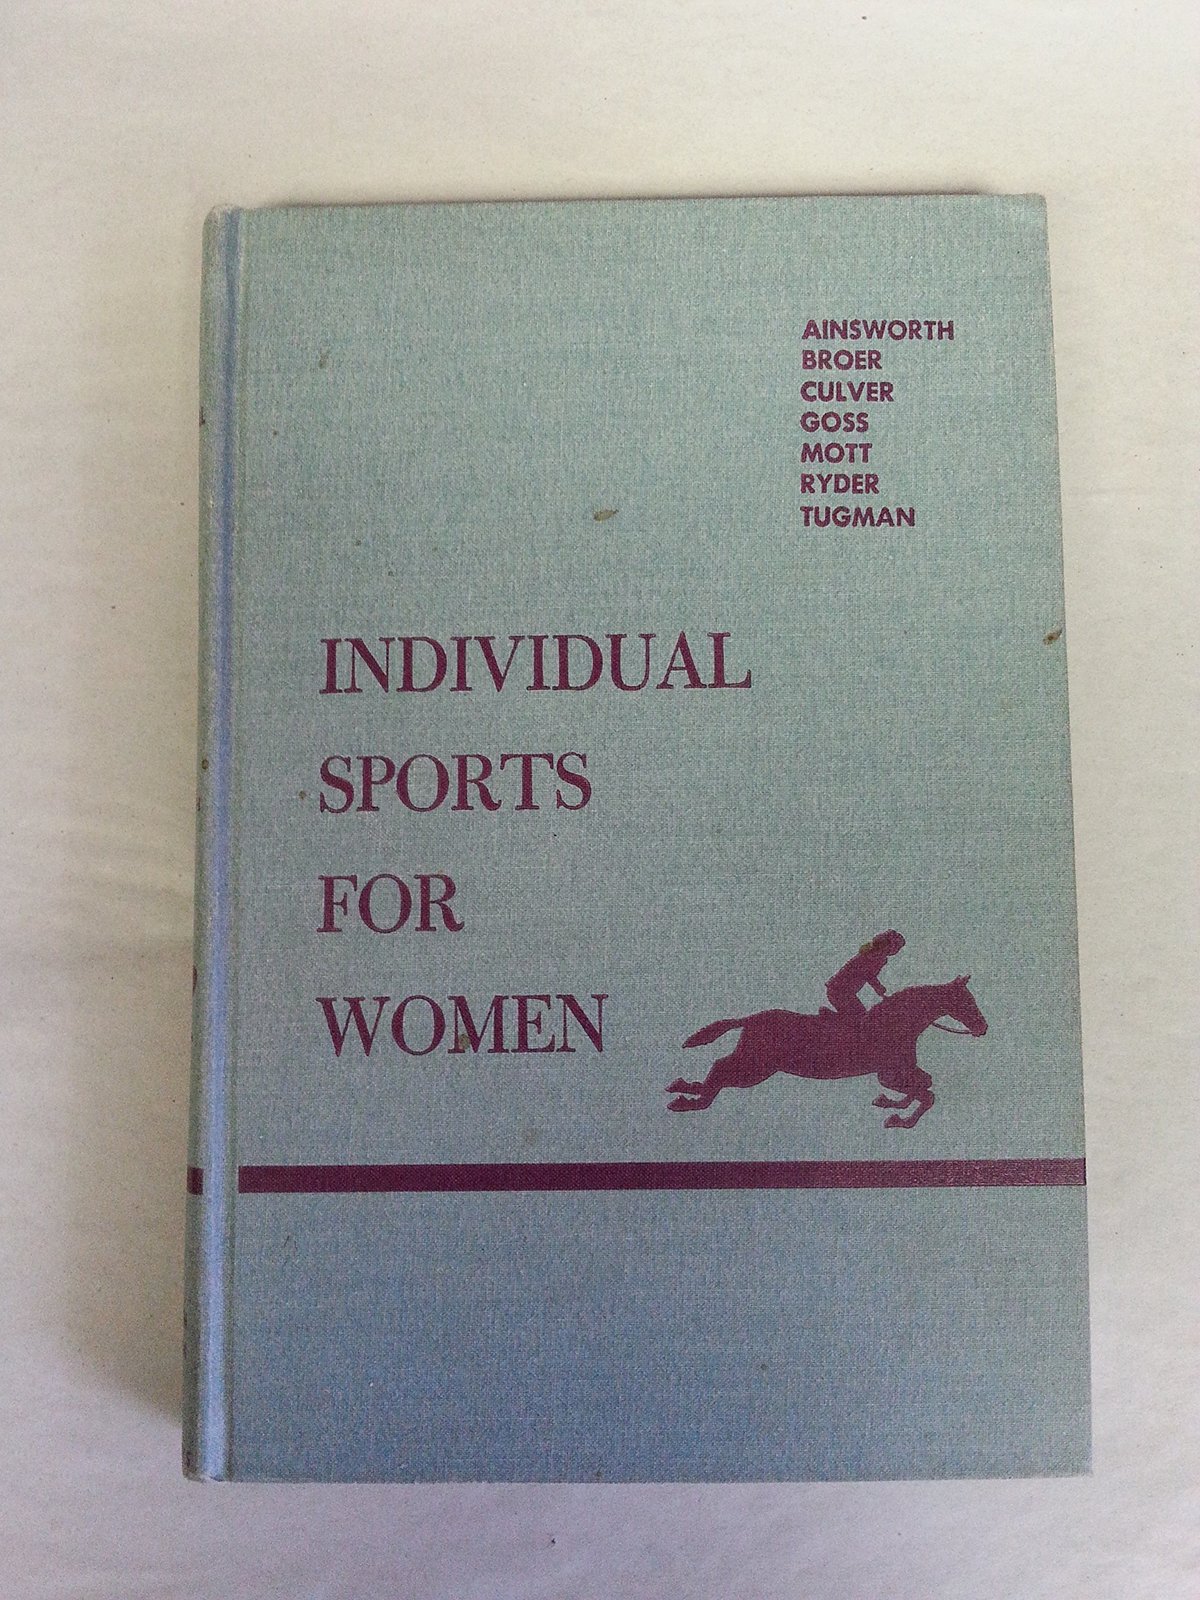 AINSWORTH
BROER
CULVER
GOSS
MOTT
RYDER
TUGMAN
INDIVIDUAL
SPORTS
FOR
WOMEN